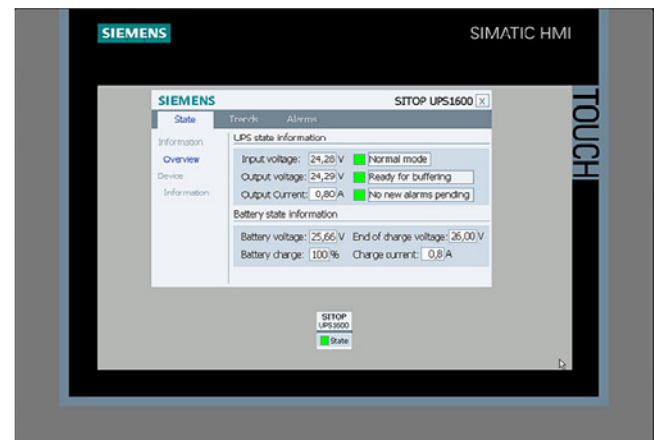 SIEMENS SIMATIC HMI
TOUCH
SIEMENS SITOP UPS1600 X
State Trends Alarms
Information
Overview
Device
Information
UPS state information
Input voltage: 24,28 V Normal mode
Output voltage: 24,29 V Ready for buffering
Output Current: 0,80 A No new alarms pending
Battery state information
Battery voltage: 25,66 V End of charge voltage: 26,00 V
Battery charge: 100 % Charge current: 0,8 A
SITOP
UPS1600
State